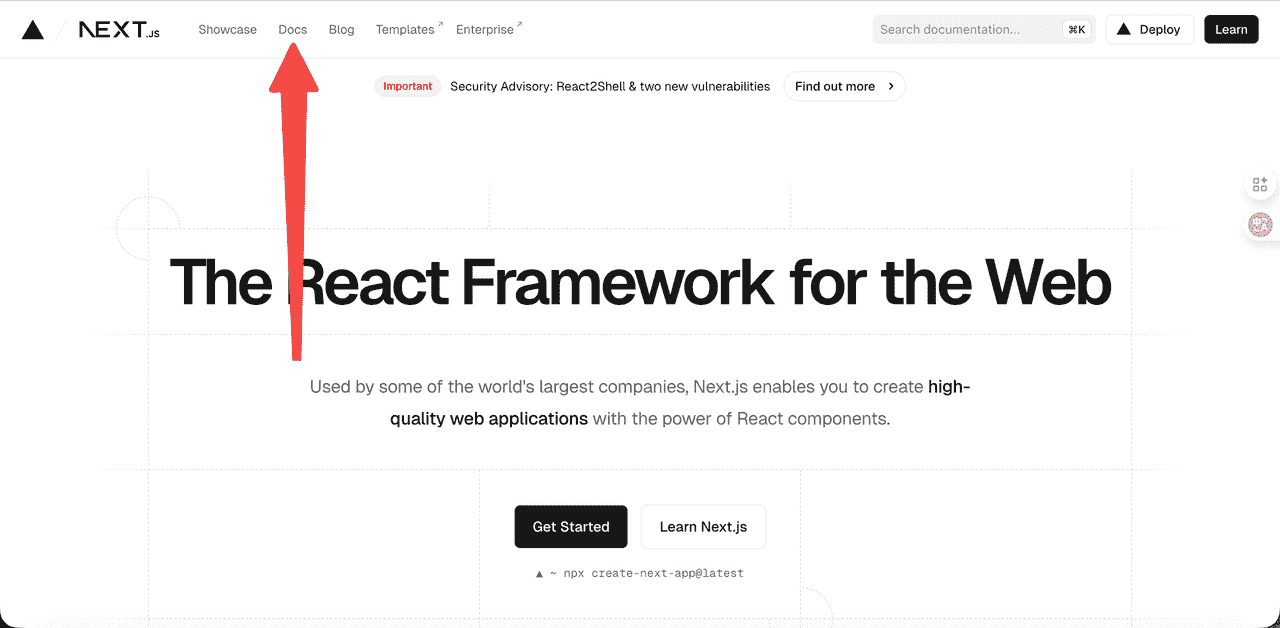 NEXT.JS Showcase Docs Blog Templates↗ Enterprise↗ Search documentation... ⌘K Deploy Learn
Important Security Advisory: React2Shell & two new vulnerabilities Find out more ›
The React Framework for the Web
Used by some of the world's largest companies, Next.js enables you to create high-
quality web applications with the power of React components.
Get Started Learn Next.js
▲ ~ npx create-next-app@latest